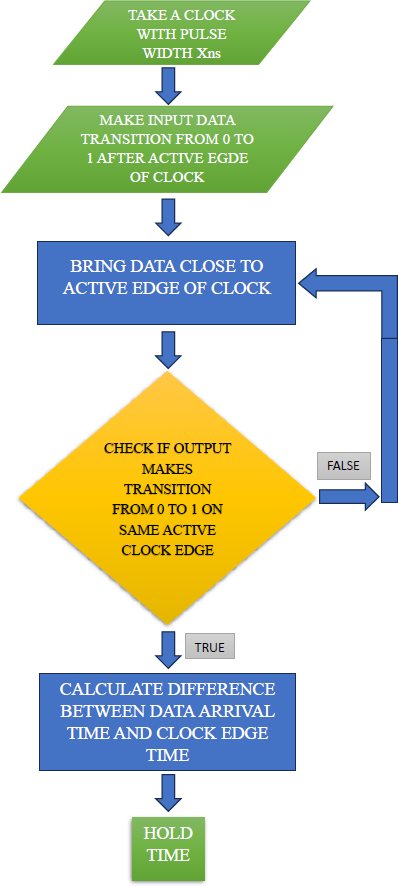 TAKE A CLOCK
WITH PULSE
WIDTH Xns
MAKE INPUT DATA
TRANSITION FROM 0 TO
1 AFTER ACTIVE EGDE
OF CLOCK
BRING DATA CLOSE TO
ACTIVE EDGE OF CLOCK
CHECK IF OUTPUT
MAKES
TRANSITION
FROM 0 TO 1 ON
SAME ACTIVE
CLOCK EDGE
FALSE
TRUE
CALCULATE DIFFERENCE
BETWEEN DATA ARRIVAL
TIME AND CLOCK EDGE
TIME
HOLD
TIME